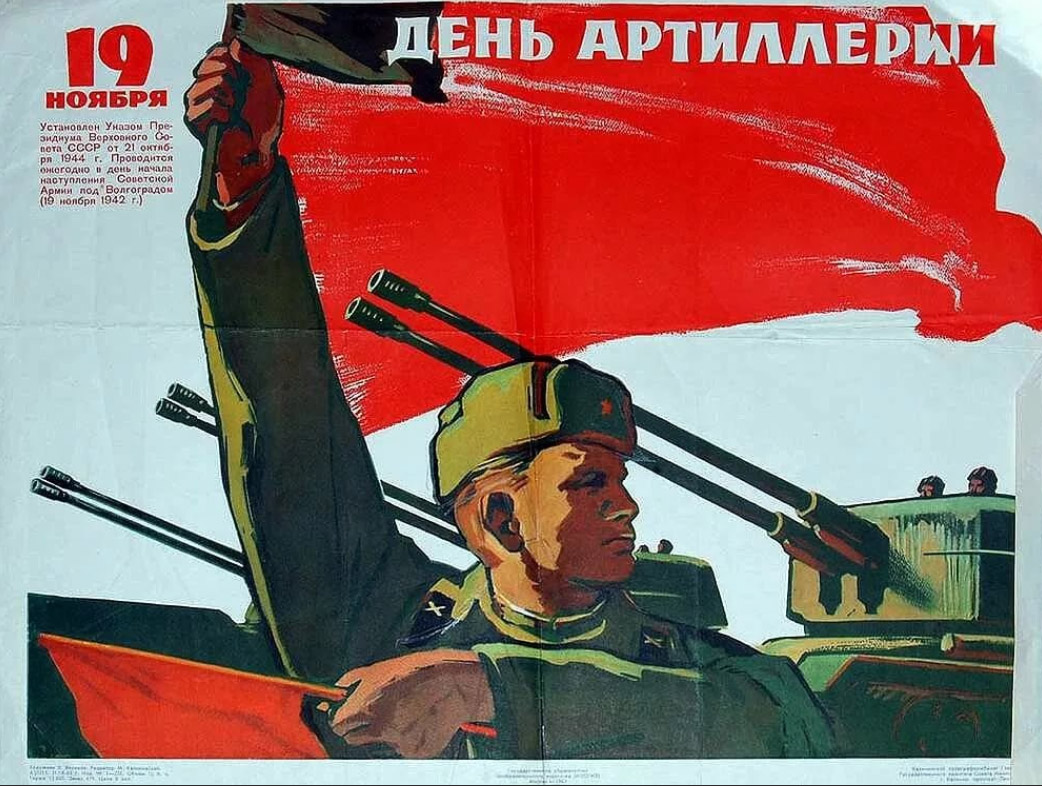 19
НОЯБРЯ
ДЕНЬ АРТИЛЛЕРИИ
Установлен Указом Пре-
зидиума Верховного Со-
вета СССР от 21 октяб-
ря 1944 г. Проводится
ежегодно в день начала
наступления Советской
Армии под Волгоградом
(19 ноября 1942 г.)